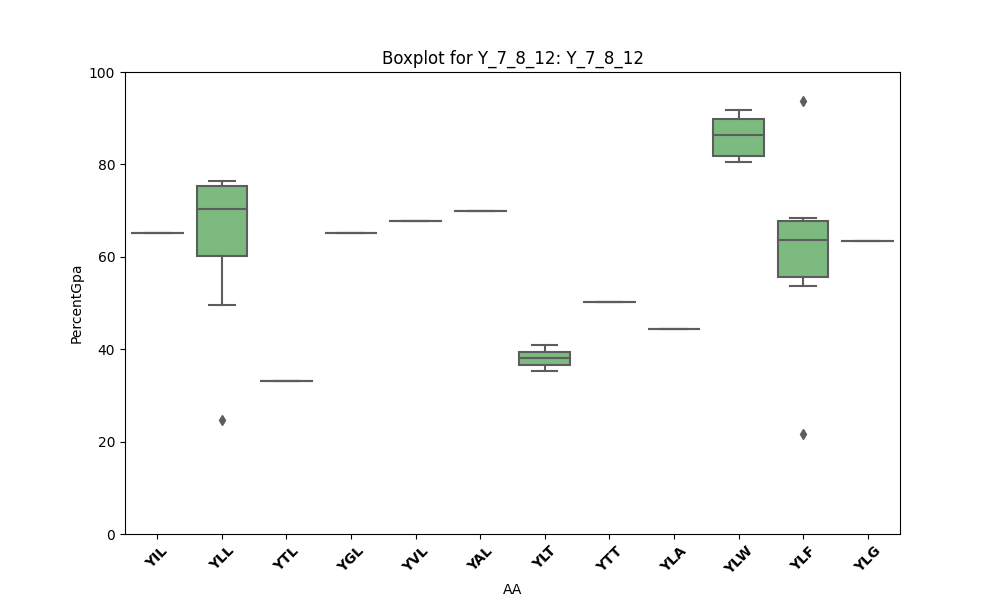 Boxplot for Y_7_8_12: Y_7_8_12
100
80
60
40
20
0
PercentGpa
YIL YLL YTL YGL YVL YAL YLT YTT YLA YLW YLF YLG
AA